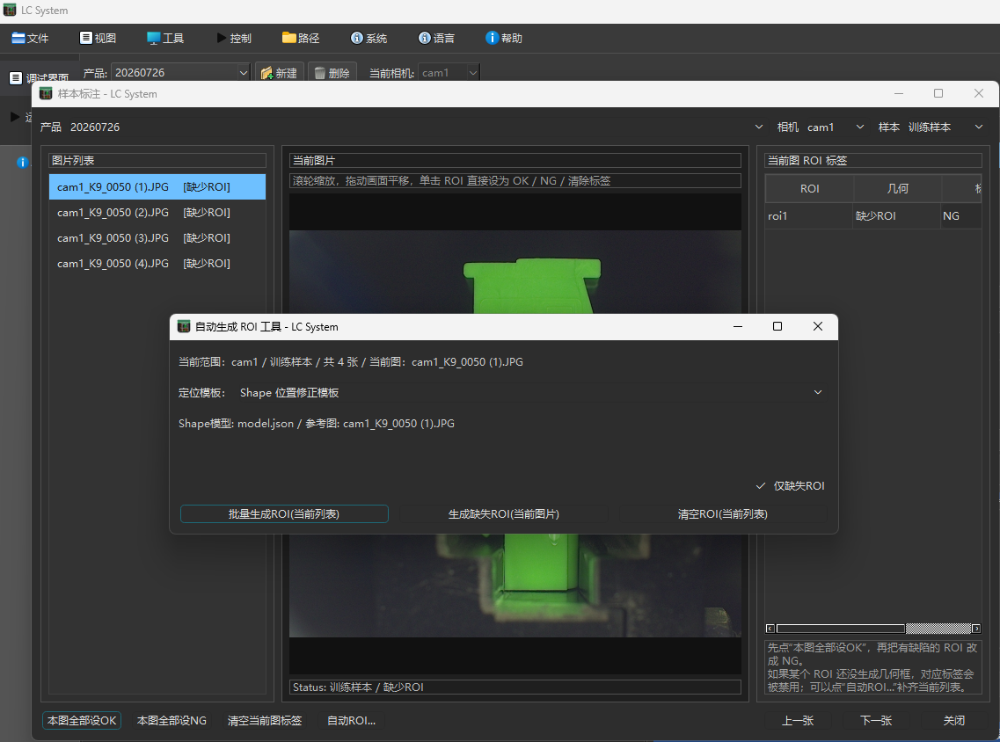 LC System
文件 视图 工具 控制 路径 系统 语言 帮助
调试界面 产品: 20260726 新建 删除 当前相机: cam1
样本标注 - LC System
产品 20260726 相机 cam1 样本 训练样本
图片列表
cam1_K9_0050 (1).JPG [缺少ROI]
cam1_K9_0050 (2).JPG [缺少ROI]
cam1_K9_0050 (3).JPG [缺少ROI]
cam1_K9_0050 (4).JPG [缺少ROI]
当前图片
滚轮缩放，拖动画面平移，单击 ROI 直接设为 OK / NG / 清除标签
当前图 ROI 标签
ROI 几何
roi1 缺少ROI NG
自动生成 ROI 工具 - LC System
当前范围：cam1 / 训练样本 / 共 4 张 / 当前图：cam1_K9_0050 (1).JPG
定位模板： Shape 位置修正模板
Shape模型: model.json / 参考图: cam1_K9_0050 (1).JPG
仅缺失ROI
批量生成ROI(当前列表) 生成缺失ROI(当前图片) 清空ROI(当前列表)
Status: 训练样本 / 缺少ROI
先点“本图全部设OK”，再把有缺陷的 ROI 改
成 NG。
如果某个 ROI 还没生成几何框，对应标签会
被禁用；可以点“自动ROI...”补齐当前列表。
本图全部设OK 本图全部设NG 清空当前图标签 自动ROI... 上一张 下一张 关闭